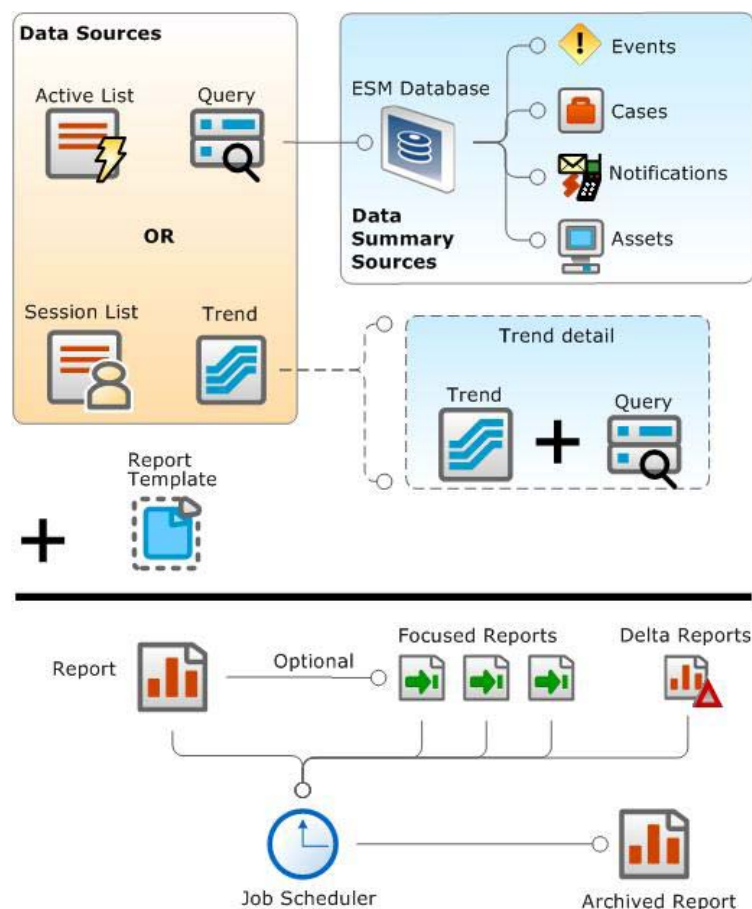 Data Sources
Active List
Query
OR
Session List
Trend
ESM Database
Data
Summary
Sources
Events
Cases
Notifications
Assets
Trend detail
Trend
Query
Report
Template
Report
Optional
Focused Reports
Delta Reports
Job Scheduler
Archived Report